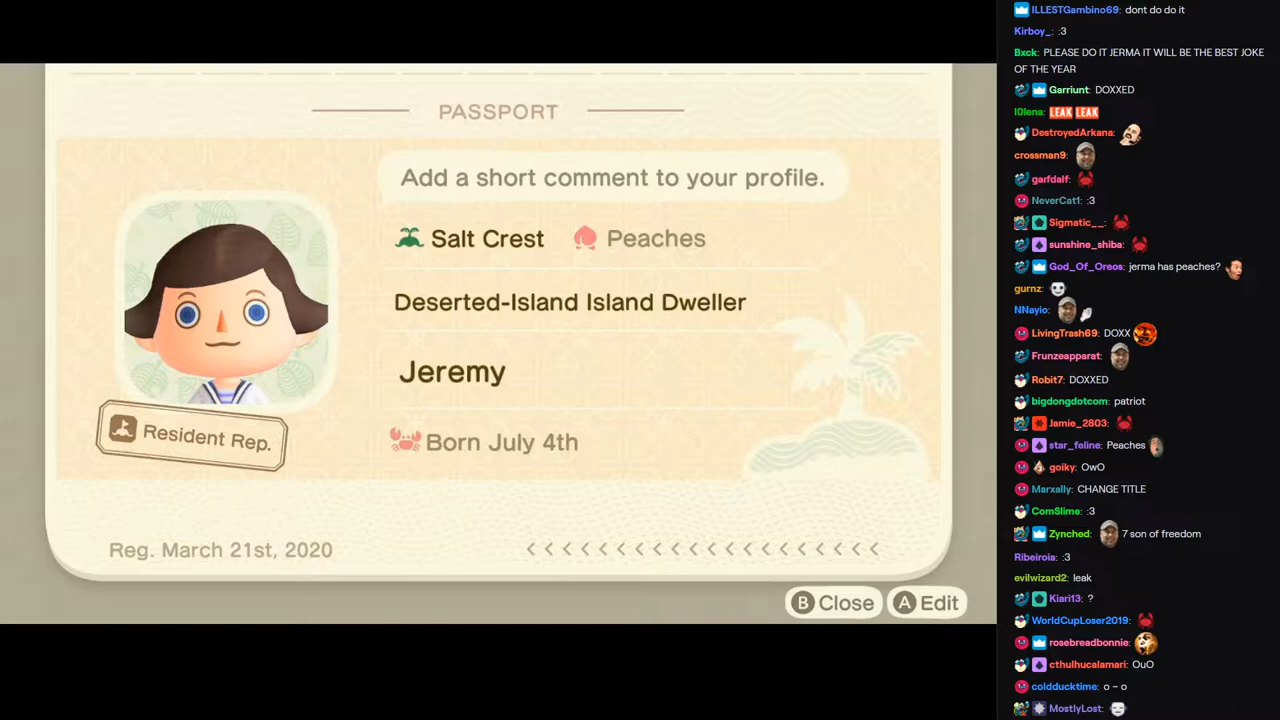 PASSPORT
Add a short comment to your profile.
Salt Crest Peaches
Deserted-Island Island Dweller
Jeremy
Resident Rep.
Born July 4th
Reg. March 21st, 2020
B Close A Edit
ILLESTGambino69: dont do do it
Kirboy_: :3
Bxck: PLEASE DO IT JERMA IT WILL BE THE BEST JOKE
OF THE YEAR
Garriunt: DOXXED
l0lena: LEAK LEAK
DestroyedArkana:
crossman9:
garfdalf:
NeverCat1: :3
Sigmatic__:
sunshine_shiba:
God_Of_Oreos: jerma has peaches?
gurnz:
NNayio:
LivingTrash69: DOXX
Frunzeapparat:
Robit7: DOXXED
bigdongdotcom: patriot
Jamie_2803:
star_feline: Peaches
goiky: OwO
Marxally: CHANGE TITLE
ComSlime: :3
Zynched: 7 son of freedom
Ribeiroia: :3
evilwizard2: leak
Kiari13: ?
WorldCupLoser2019:
rosebreadbonnie:
cthulhucalamari: OuO
coldducktime: o ~ o
MostlyLost: